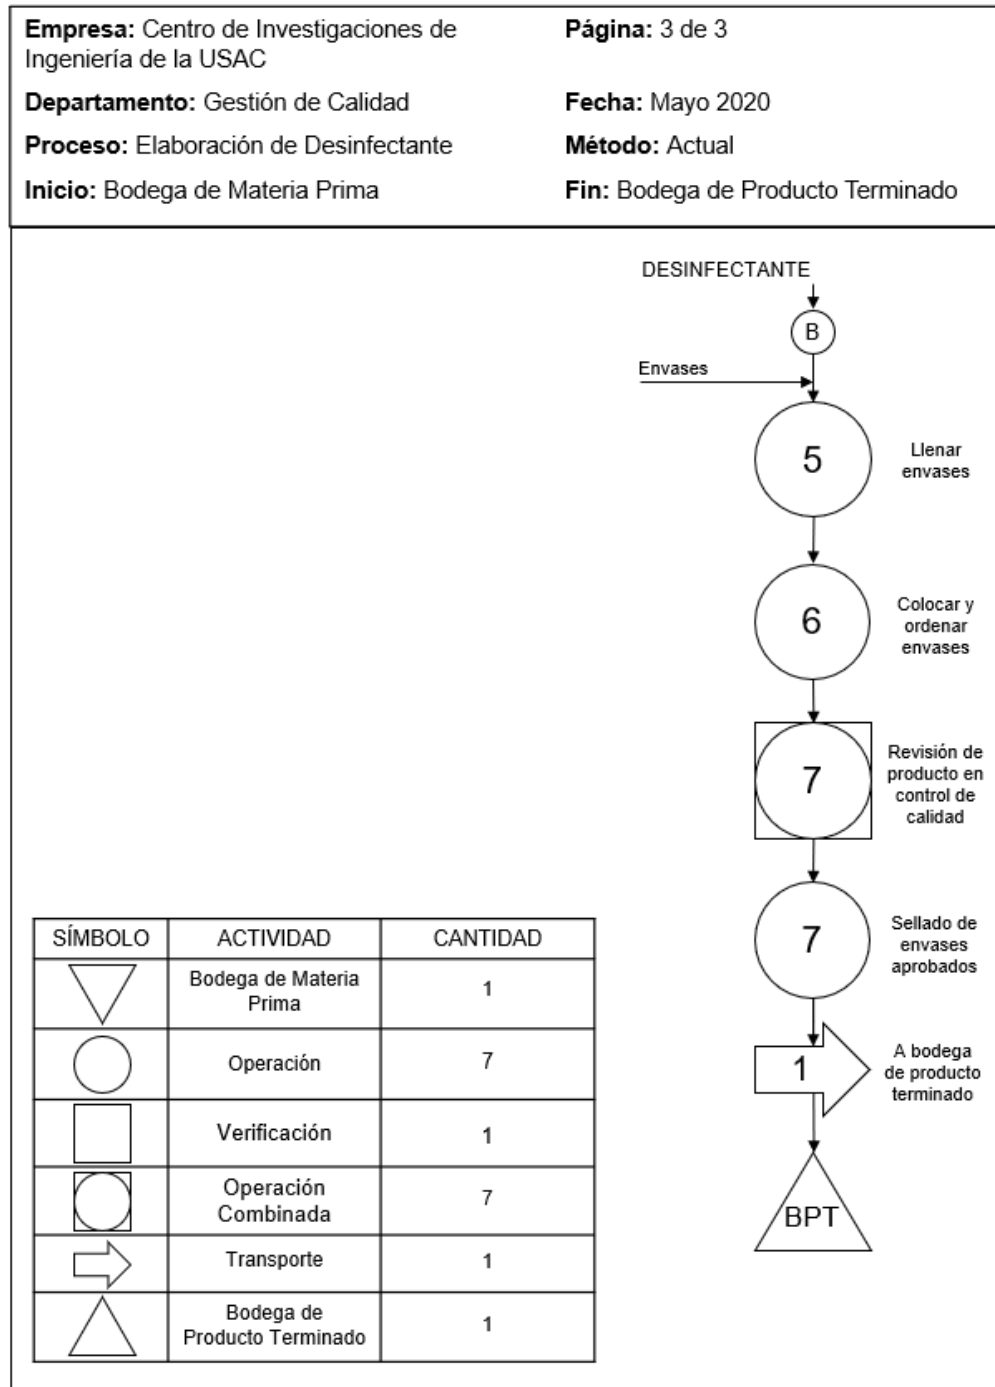 Empresa: Centro de Investigaciones de
Ingeniería de la USAC
Página: 3 de 3
Departamento: Gestión de Calidad
Fecha: Mayo 2020
Proceso: Elaboración de Desinfectante
Método: Actual
Inicio: Bodega de Materia Prima
Fin: Bodega de Producto Terminado
DESINFECTANTE
B
Envases
5
Llenar
envases
6
Colocar y
ordenar
envases
7
Revisión de
producto en
control de
calidad
7
Sellado de
envases
aprobados
1
A bodega
de producto
terminado
BPT
SÍMBOLO
ACTIVIDAD
CANTIDAD
Bodega de Materia
Prima
1
Operación
7
Verificación
1
Operación
Combinada
7
Transporte
1
Bodega de
Producto Terminado
1